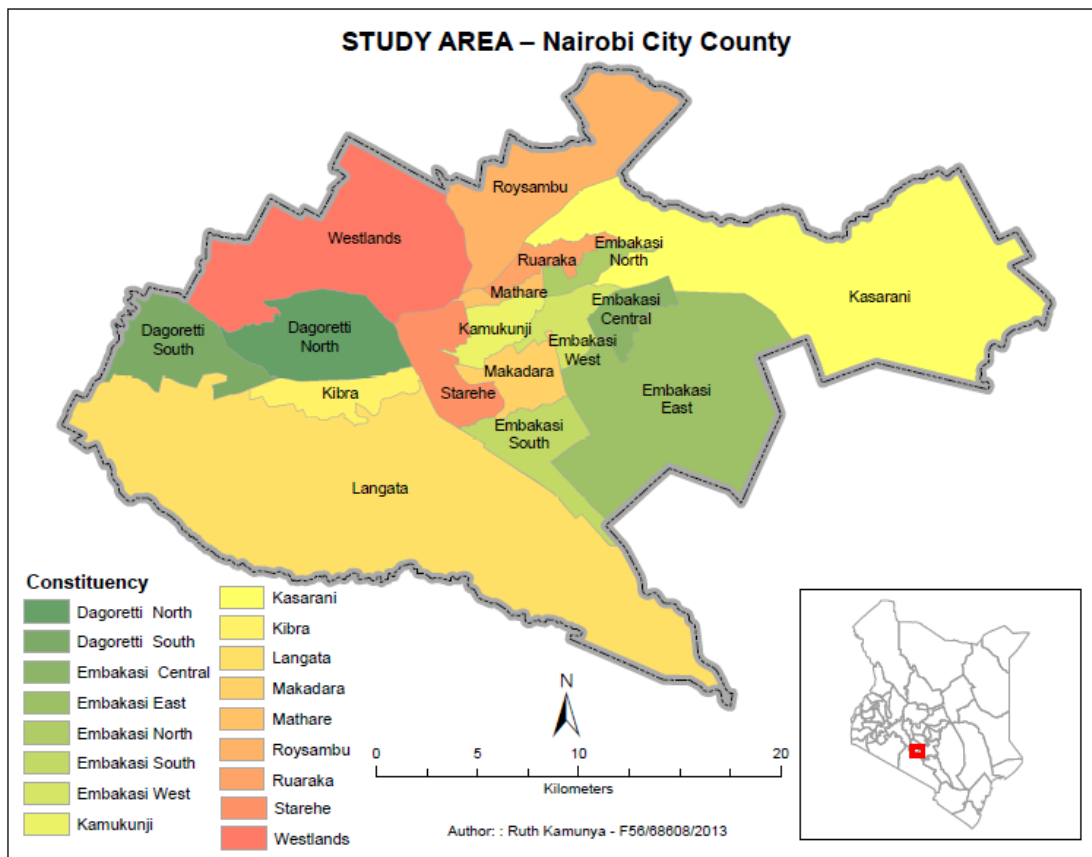 STUDY AREA – Nairobi City County
Roysambu
Westlands
Embakasi
North
Ruaraka
Kasarani
Mathare
Embakasi
Central
Dagoretti
South
Dagoretti
North
Kamukunji
Embakasi
West
Makadara
Kibra
Starehe
Embakasi
East
Embakasi
South
Langata
Constituency
Dagoretti North
Dagoretti South
Embakasi Central
Embakasi East
Embakasi North
Embakasi South
Embakasi West
Kamukunji
Kasarani
Kibra
Langata
Makadara
Mathare
Roysambu
Ruaraka
Starehe
Westlands
N
0 5 10 20
Kilometers
Author: : Ruth Kamunya - F56/68608/2013